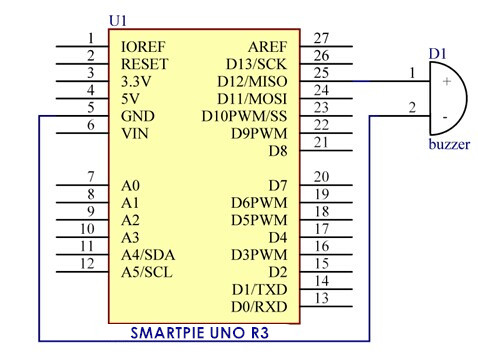 U1
1 IOREF AREF 27
2 RESET D13/SCK 26
3 3.3V D12/MISO 25
4 5V D11/MOSI 24
5 GND D10PWM/SS 23
6 VIN D9PWM 22
D8 21
7 A0 D7 20
8 A1 D6PWM 19
9 A2 D5PWM 18
10 A3 D4 17
11 A4/SDA D3PWM 16
12 A5/SCL D2 15
D1/TXD 14
D0/RXD 13
SMARTPIE UNO R3
D1
1 +
2 -
buzzer